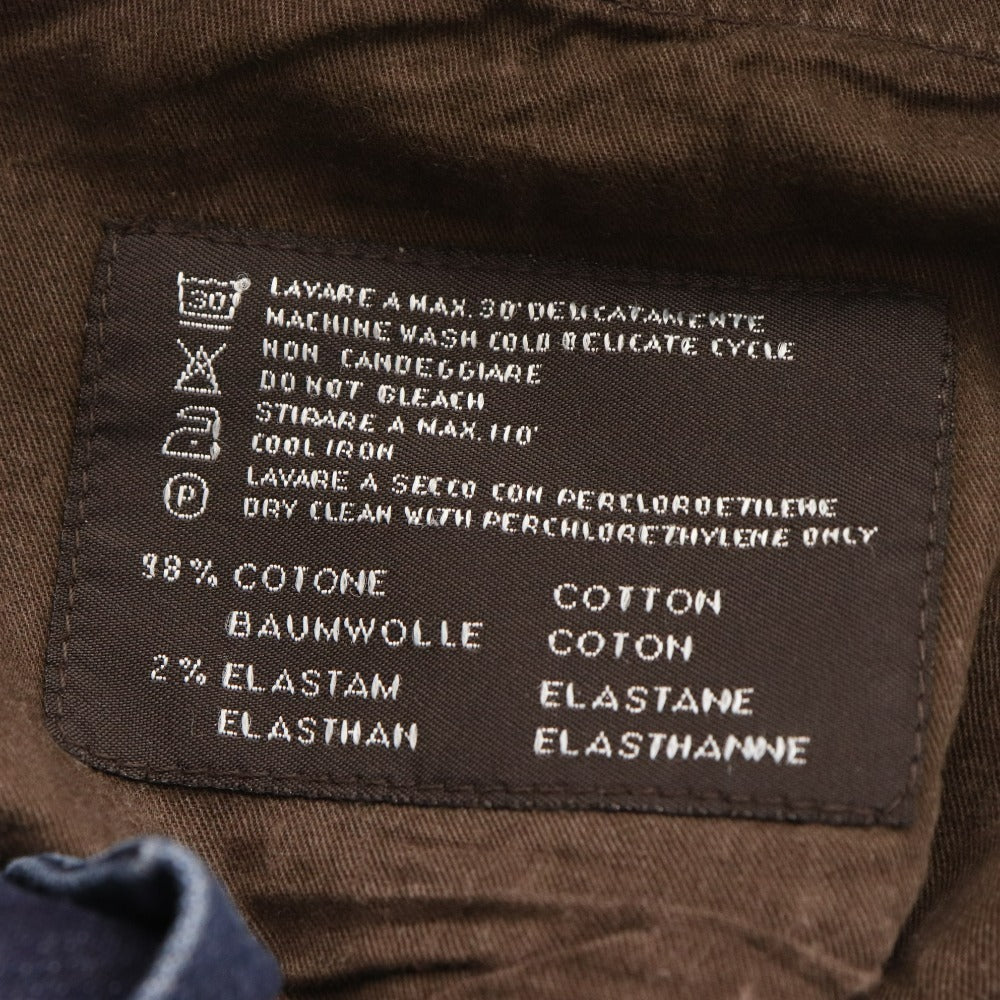 30° LAVARE A MAX. 30° DELICATAMENTE
MACHINE WASH COLD DELICATE CYCLE
NON CANDEGGIARE
DO NOT BLEACH
STIRARE A MAX. 110°
COOL IRON
P LAVARE A SECCO CON PERCLOROETILENE
DRY CLEAN WITH PERCHLORETHYLENE ONLY
98% COTONE COTTON
BAUMWOLLE COTON
2% ELASTAM ELASTANE
ELASTHAN ELASTHANNE